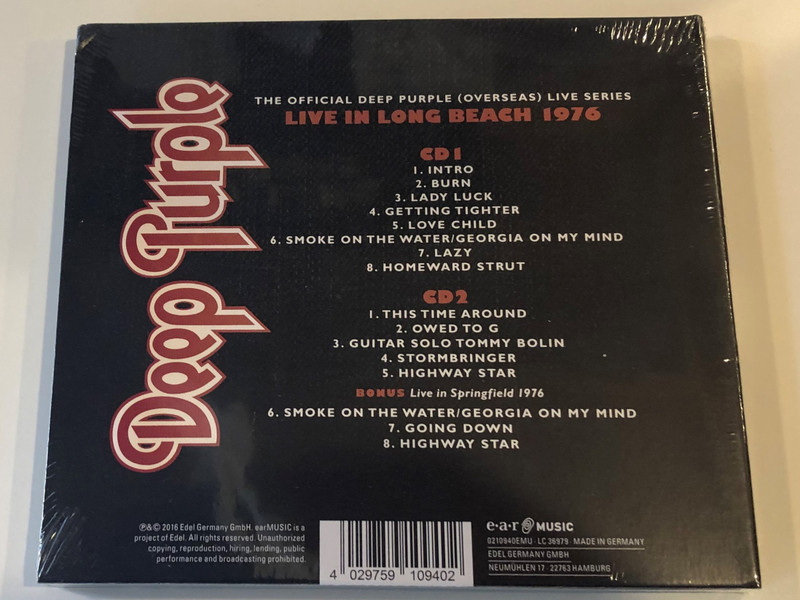 Deep Purple
THE OFFICIAL DEEP PURPLE (OVERSEAS) LIVE SERIES
LIVE IN LONG BEACH 1976
CD 1
1. INTRO
2. BURN
3. LADY LUCK
4. GETTING TIGHTER
5. LOVE CHILD
6. SMOKE ON THE WATER/GEORGIA ON MY MIND
7. LAZY
8. HOMEWARD STRUT
CD 2
1. THIS TIME AROUND
2. OWED TO G
3. GUITAR SOLO TOMMY BOLIN
4. STORMBRINGER
5. HIGHWAY STAR
BONUS Live in Springfield 1976
6. SMOKE ON THE WATER/GEORGIA ON MY MIND
7. GOING DOWN
8. HIGHWAY STAR
℗&© 2016 Edel Germany GmbH. earMUSIC is a
project of Edel. All rights reserved. Unauthorized
copying, reproduction, hiring, lending, public
performance and broadcasting prohibited.
4 029759 109402
e·a·r MUSIC
0210940EMU · LC 36979 MADE IN GERMANY
EDEL GERMANY GMBH
NEUMÜHLEN 17 · 22763 HAMBURG